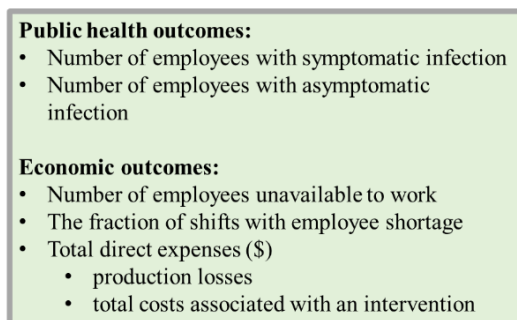 Public health outcomes:
• Number of employees with symptomatic infection
• Number of employees with asymptomatic
infection
Economic outcomes:
• Number of employees unavailable to work
• The fraction of shifts with employee shortage
• Total direct expenses ($)
• production losses
• total costs associated with an intervention